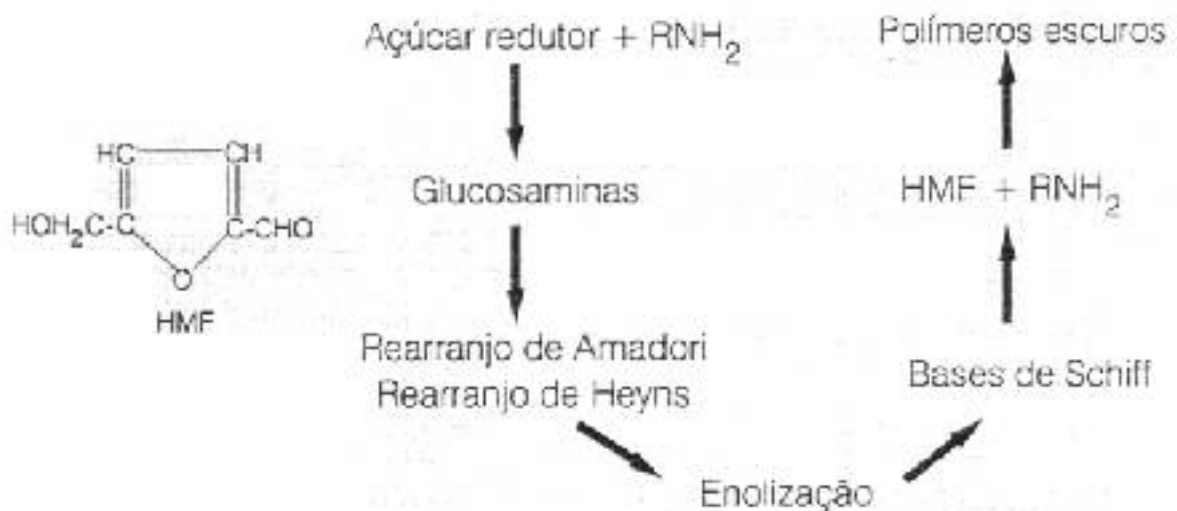 Açúcar redutor + RNH₂
Polímeros escuros
HC
CH
HOH₂C-C
C-CHO
O
HMF
Glucosaminas
HMF + RNH₂
Rearranjo de Amadori
Rearranjo de Heyns
Bases de Schiff
Enolização